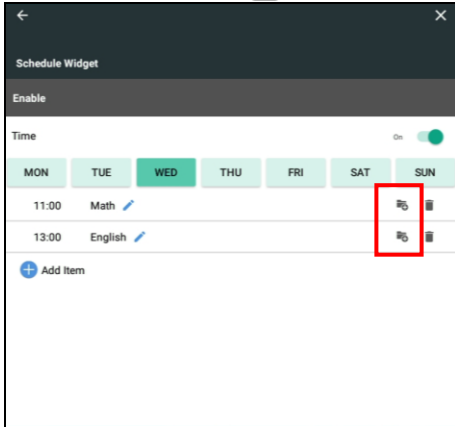 Schedule Widget
Enable
Time On
MON TUE WED THU FRI SAT SUN
11:00 Math
13:00 English
Add Item